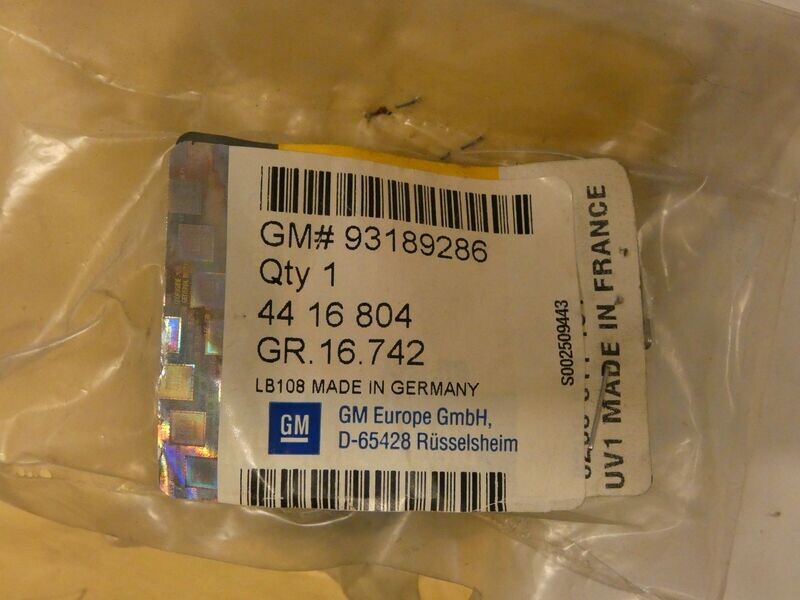 GM# 93189286
Qty 1
44 16 804
GR.16.742
LB108 MADE IN GERMANY
GM
GM Europe GmbH,
D-65428 Rüsselsheim
S002509443
UV1 MADE IN FRANCE